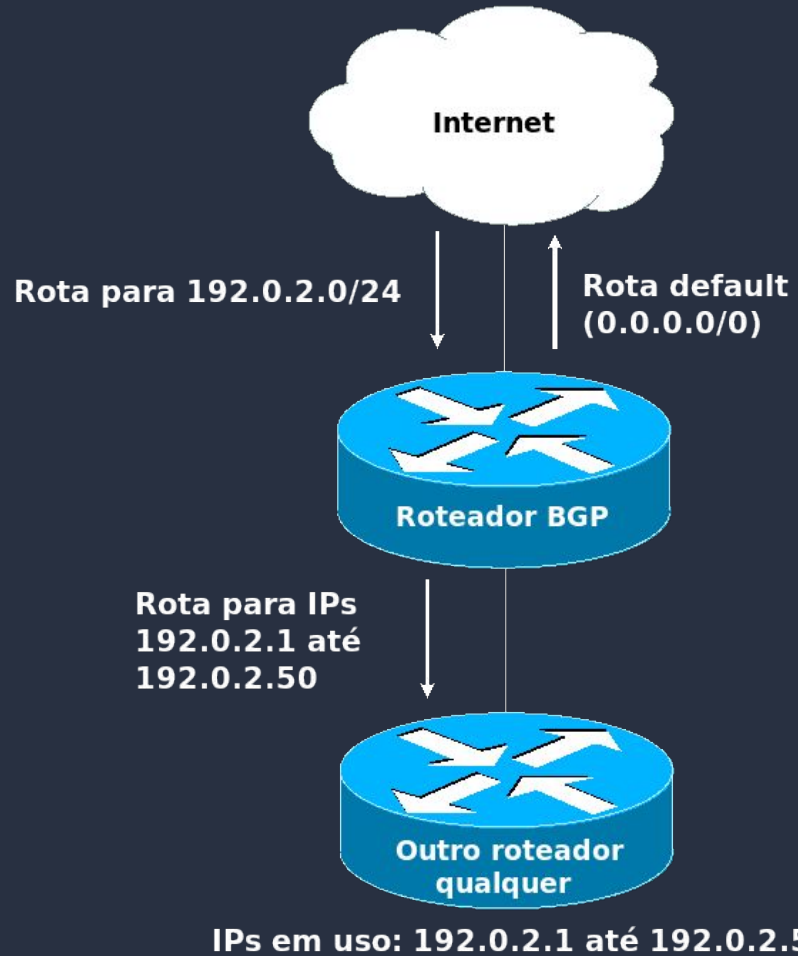 Internet
Rota para 192.0.2.0/24
Rota default
(0.0.0.0/0)
Roteador BGP
Rota para IPs
192.0.2.1 até
192.0.2.50
Outro roteador
qualquer
IPs em uso: 192.0.2.1 até